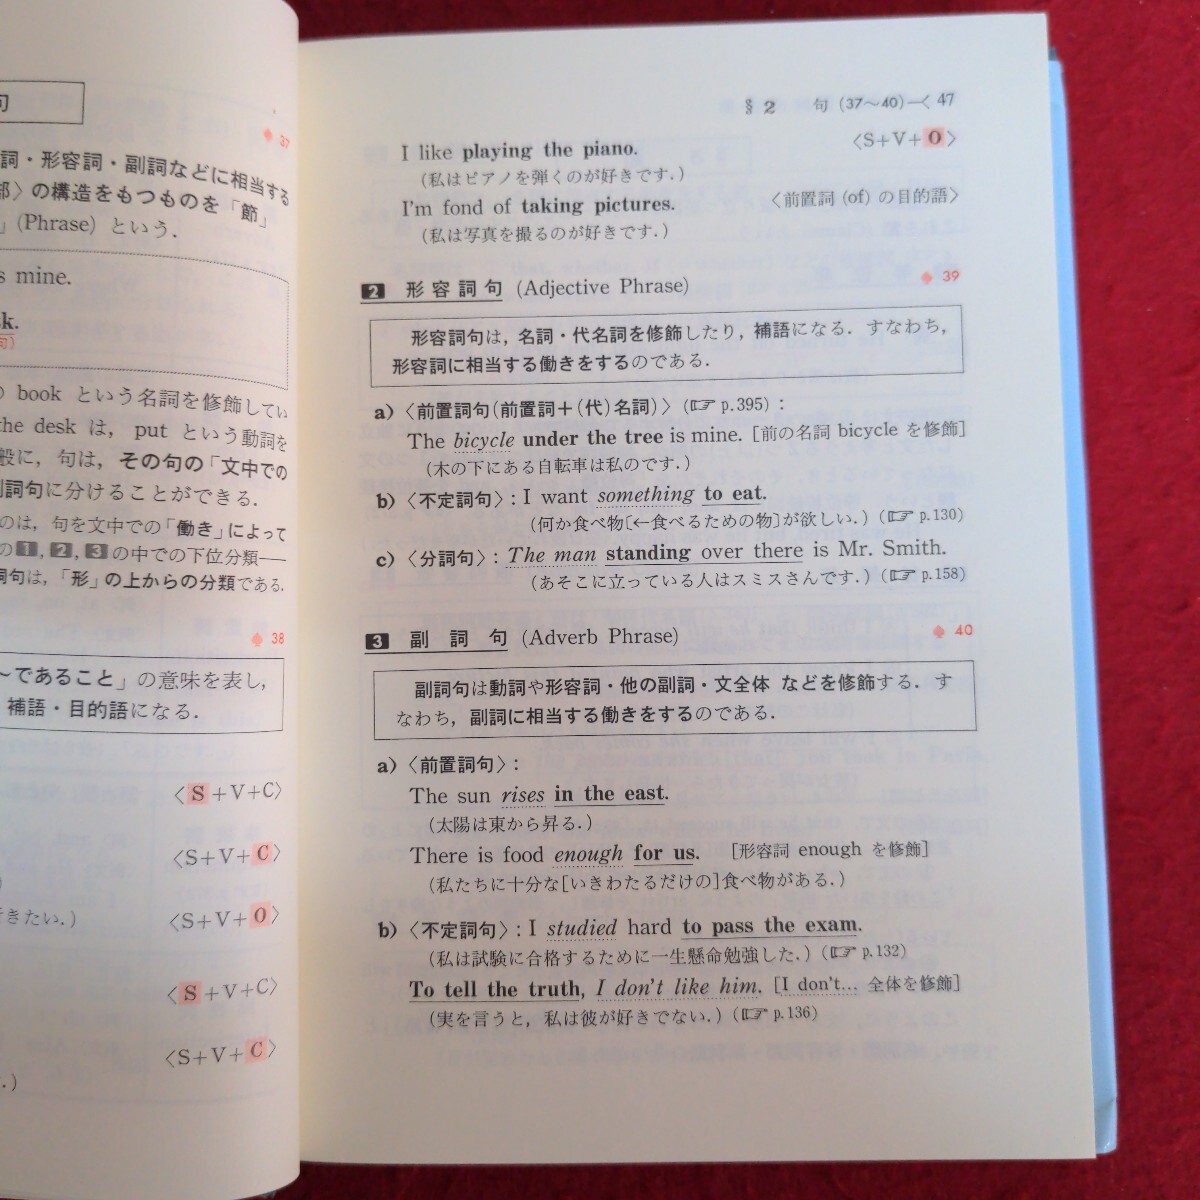 句
♠ 37
詞・形容詞・副詞などに相当する
部〉の構造をもつものを「節」
」(Phrase) という.
s mine.
k.
句)
book という名詞を修飾してい
the desk は, put という動詞を
般に, 句は, その句の「文中での
副詞句に分けることができる.
のは, 句を文中での「働き」によって
の1, 2, 3の中での下位分類——
詞句は, 「形」の上からの分類である.
♠ 38
〜であること」の意味を表し,
補語・目的語になる.
〈S+V+C〉
〈S+V+C〉
きたい.)
〈S+V+O〉
〈S+V+C〉
〈S+V+C〉
.)
§2 句 (37〜40)—< 47
I like playing the piano. 〈S+V+O〉
(私はピアノを弾くのが好きです.)
I'm fond of taking pictures. 〈前置詞 (of) の目的語〉
(私は写真を撮るのが好きです.)
2 形容詞句 (Adjective Phrase) ♠ 39
形容詞句は, 名詞・代名詞を修飾したり, 補語になる. すなわち,
形容詞に相当する働きをするのである.
a) 〈前置詞句(前置詞+(代)名詞)〉(☞ p.395) :
The bicycle under the tree is mine. [前の名詞 bicycle を修飾]
(木の下にある自転車は私のです.)
b) 〈不定詞句〉: I want something to eat.
(何か食べ物〔←食べるための物〕が欲しい.) (☞ p.130)
c) 〈分詞句〉: The man standing over there is Mr. Smith.
(あそこに立っている人はスミスさんです.) (☞ p.158)
3 副詞句 (Adverb Phrase) ♠ 40
副詞句は動詞や形容詞・他の副詞・文全体 などを修飾する. す
なわち, 副詞に相当する働きをするのである.
a) 〈前置詞句〉:
The sun rises in the east.
(太陽は東から昇る.)
There is food enough for us. [形容詞 enough を修飾]
(私たちに十分な[いきわたるだけの]食べ物がある.)
b) 〈不定詞句〉: I studied hard to pass the exam.
(私は試験に合格するために一生懸命勉強した.) (☞ p.132)
To tell the truth, I don't like him. [I don't... 全体を修飾]
(実を言うと, 私は彼が好きでない.) (☞ p.136)